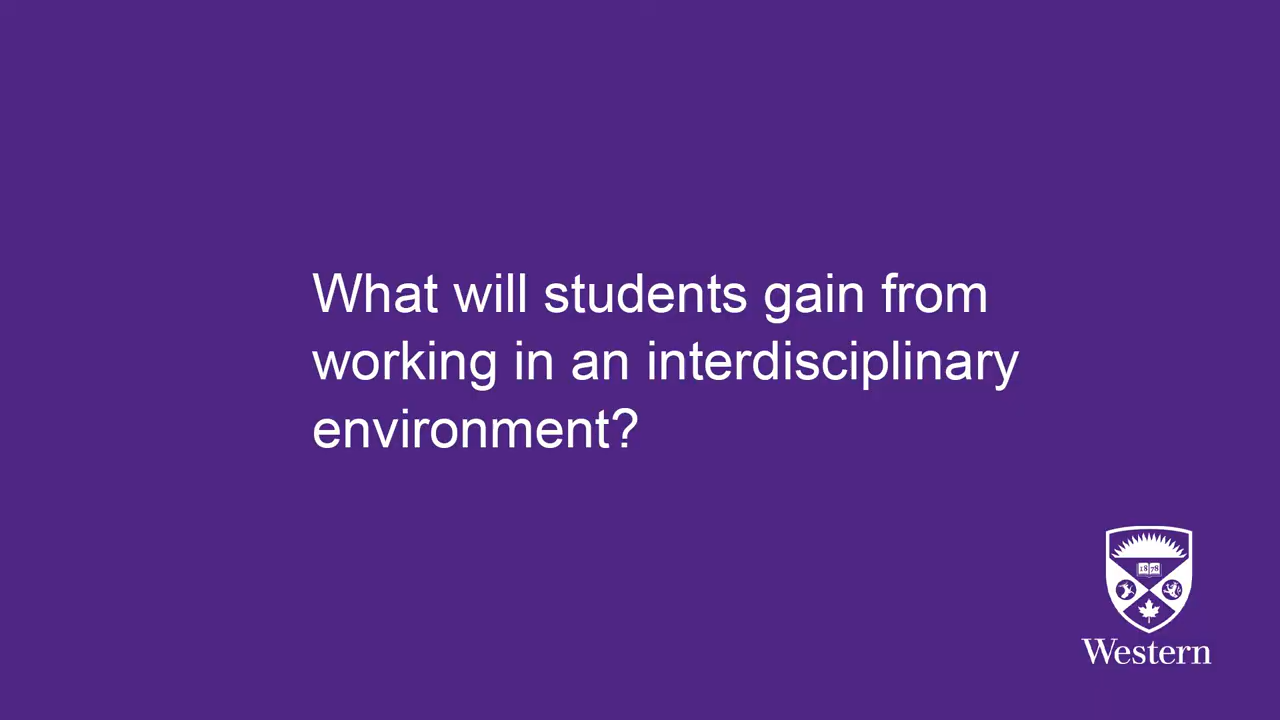 What will students gain from
working in an interdisciplinary
environment?
1878
Western